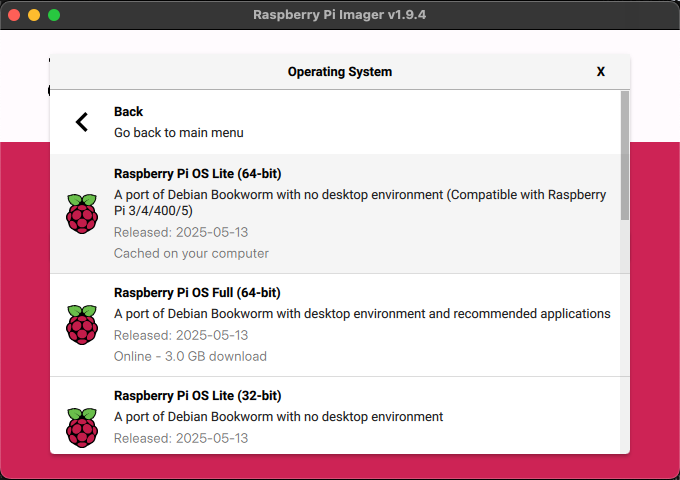 Raspberry Pi Imager v1.9.4
Operating System
X
Back
Go back to main menu
Raspberry Pi OS Lite (64-bit)
A port of Debian Bookworm with no desktop environment (Compatible with Raspberry
Pi 3/4/400/5)
Released: 2025-05-13
Cached on your computer
Raspberry Pi OS Full (64-bit)
A port of Debian Bookworm with desktop environment and recommended applications
Released: 2025-05-13
Online - 3.0 GB download
Raspberry Pi OS Lite (32-bit)
A port of Debian Bookworm with no desktop environment
Released: 2025-05-13